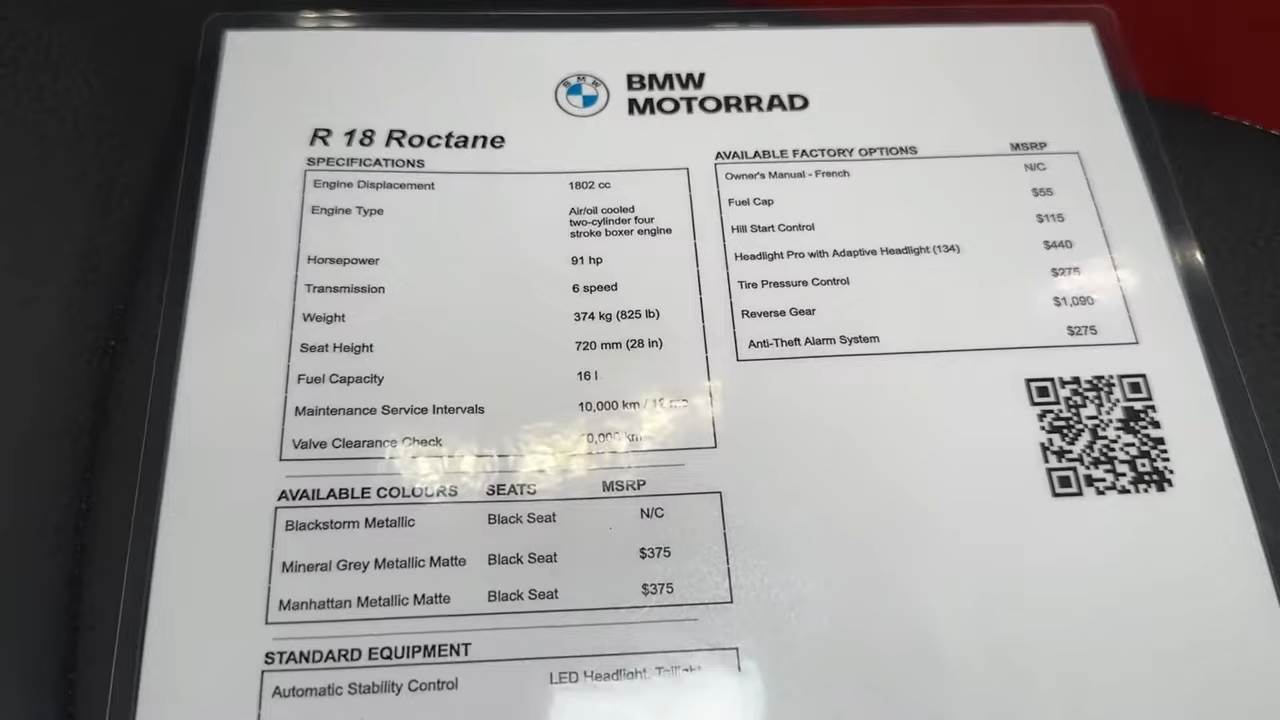 BMW
BMW
MOTORRAD
R 18 Roctane
SPECIFICATIONS
Engine Displacement 1802 cc
Engine Type Air/oil cooled
two-cylinder four
stroke boxer engine
Horsepower 91 hp
Transmission 6 speed
Weight 374 kg (825 lb)
Seat Height 720 mm (28 in)
Fuel Capacity 16 l
Maintenance Service Intervals 10,000 km /
Valve Clearance Check km
AVAILABLE FACTORY OPTIONS MSRP
Owner's Manual - French N/C
Fuel Cap $55
Hill Start Control $115
Headlight Pro with Adaptive Headlight (134) $440
Tire Pressure Control $275
Reverse Gear $1,090
Anti-Theft Alarm System $275
AVAILABLE COLOURS SEATS MSRP
Blackstorm Metallic Black Seat N/C
Mineral Grey Metallic Matte Black Seat $375
Manhattan Metallic Matte Black Seat $375
STANDARD EQUIPMENT
Automatic Stability Control LED Headlight,